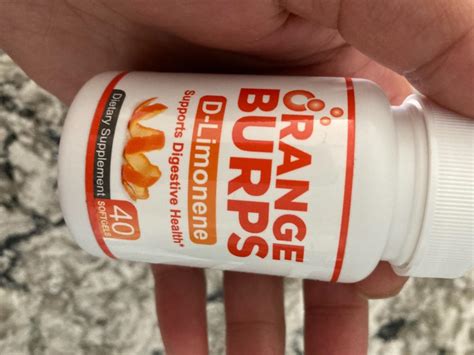 ORANGE
BURPS
D-Limonene
Supports Digestive Health*
Dietary Supplement
40
SOFTGELS